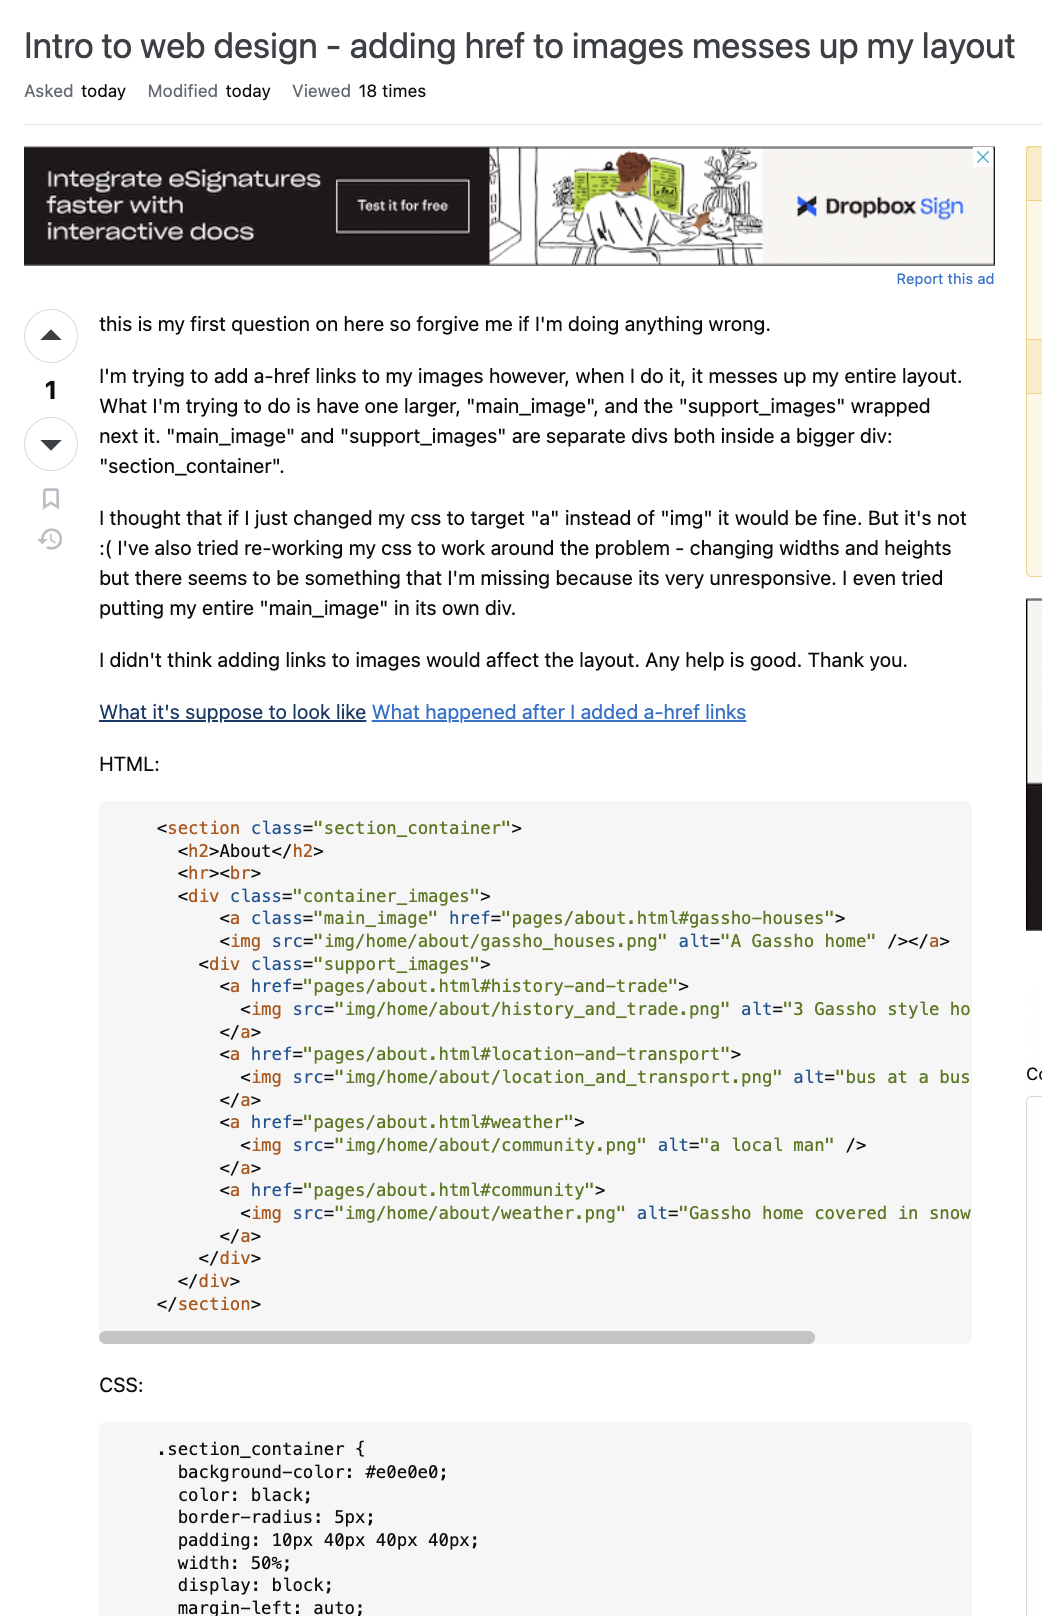 Intro to web design - adding href to images messes up my layout
Asked today Modified today Viewed 18 times
Integrate eSignatures
faster with
interactive docs
Test it for free
Dropbox Sign
Report this ad
this is my first question on here so forgive me if I'm doing anything wrong.
1
I'm trying to add a-href links to my images however, when I do it, it messes up my entire layout.
What I'm trying to do is have one larger, "main_image", and the "support_images" wrapped
next it. "main_image" and "support_images" are separate divs both inside a bigger div:
"section_container".
I thought that if I just changed my css to target "a" instead of "img" it would be fine. But it's not
:( I've also tried re-working my css to work around the problem - changing widths and heights
but there seems to be something that I'm missing because its very unresponsive. I even tried
putting my entire "main_image" in its own div.
I didn't think adding links to images would affect the layout. Any help is good. Thank you.
What it's suppose to look like What happened after I added a-href links
HTML:
<section class="section_container">
<h2>About</h2>
<hr><br>
<div class="container_images">
<a class="main_image" href="pages/about.html#gassho-houses">
<img src="img/home/about/gassho_houses.png" alt="A Gassho home" /></a>
<div class="support_images">
<a href="pages/about.html#history-and-trade">
<img src="img/home/about/history_and_trade.png" alt="3 Gassho style ho
</a>
<a href="pages/about.html#location-and-transport">
<img src="img/home/about/location_and_transport.png" alt="bus at a bus
</a>
<a href="pages/about.html#weather">
<img src="img/home/about/community.png" alt="a local man" />
</a>
<a href="pages/about.html#community">
<img src="img/home/about/weather.png" alt="Gassho home covered in snow
</a>
</div>
</div>
</section>
Co
CSS:
.section_container {
background-color: #e0e0e0;
color: black;
border-radius: 5px;
padding: 10px 40px 40px 40px;
width: 50%;
display: block;
margin-left: auto;